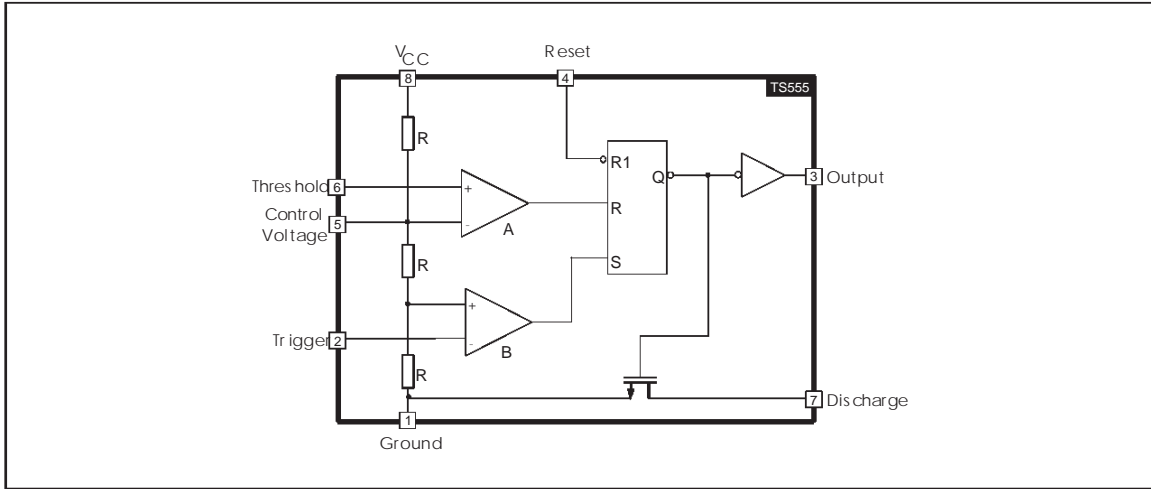 VCC
Reset
8
4
TS555
R
R1
Threshold
6
+
Q
3
Output
Control
Voltage
5
-
A
R
R
S
+
Trigger
2
-
B
R
7
Discharge
1
Ground